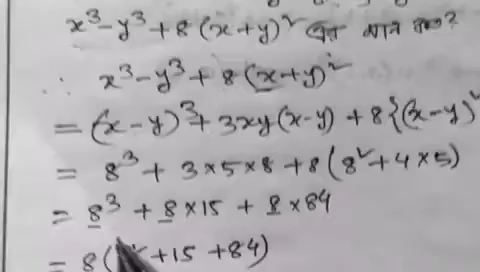 x³-y³+8(x+y)² এর মান কত?
∴ x³-y³+8(x+y)²
= (x-y)³+3xy(x-y)+8{(x-y)²
= 8³+3×5×8+8(8²+4×5)
= 8³+8×15+8×84
= 8( ²+15+84)